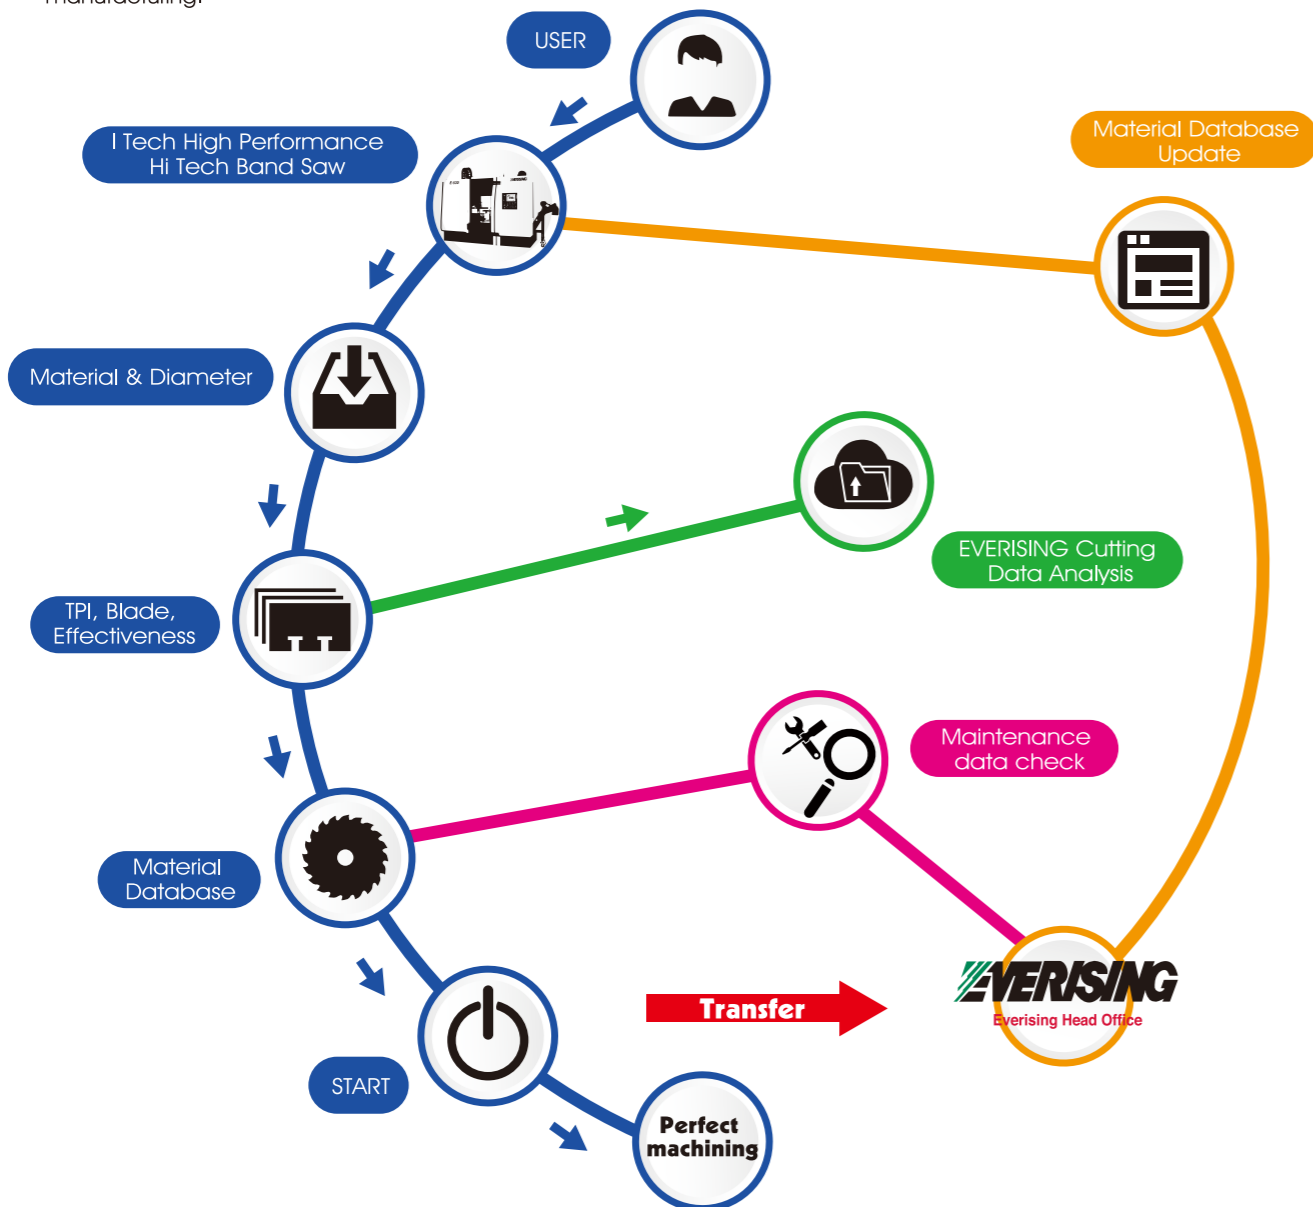 manufacturing.
USER
I Tech High Performance
Hi Tech Band Saw
Material Database
Update
Material & Diameter
EVERISING Cutting
Data Analysis
TPI, Blade,
Effectiveness
Maintenance
data check
Material
Database
EVERISING
Everising Head Office
Transfer
START
Perfect
machining